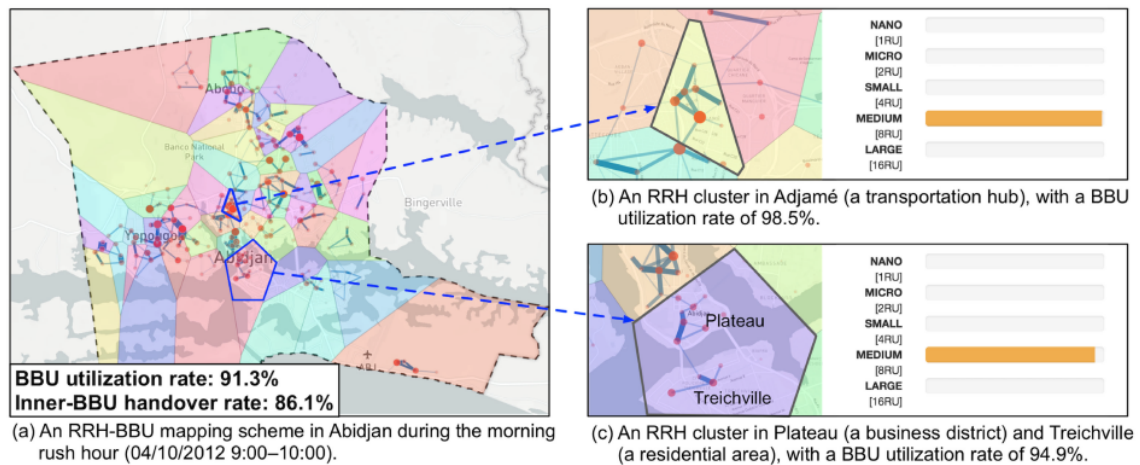 Abobo
Banco National
Park
Bingerville
Yopougon
Abidjan
ABJ
BBU utilization rate: 91.3%
Inner-BBU handover rate: 86.1%
(a) An RRH-BBU mapping scheme in Abidjan during the morning
rush hour (04/10/2012 9:00–10:00).
NANO
[1RU]
MICRO
[2RU]
SMALL
[4RU]
MEDIUM
[8RU]
LARGE
[16RU]
(b) An RRH cluster in Adjamé (a transportation hub), with a BBU
utilization rate of 98.5%.
Abidjan
Plateau
Treichville
NANO
[1RU]
MICRO
[2RU]
SMALL
[4RU]
MEDIUM
[8RU]
LARGE
[16RU]
(c) An RRH cluster in Plateau (a business district) and Treichville
(a residential area), with a BBU utilization rate of 94.9%.